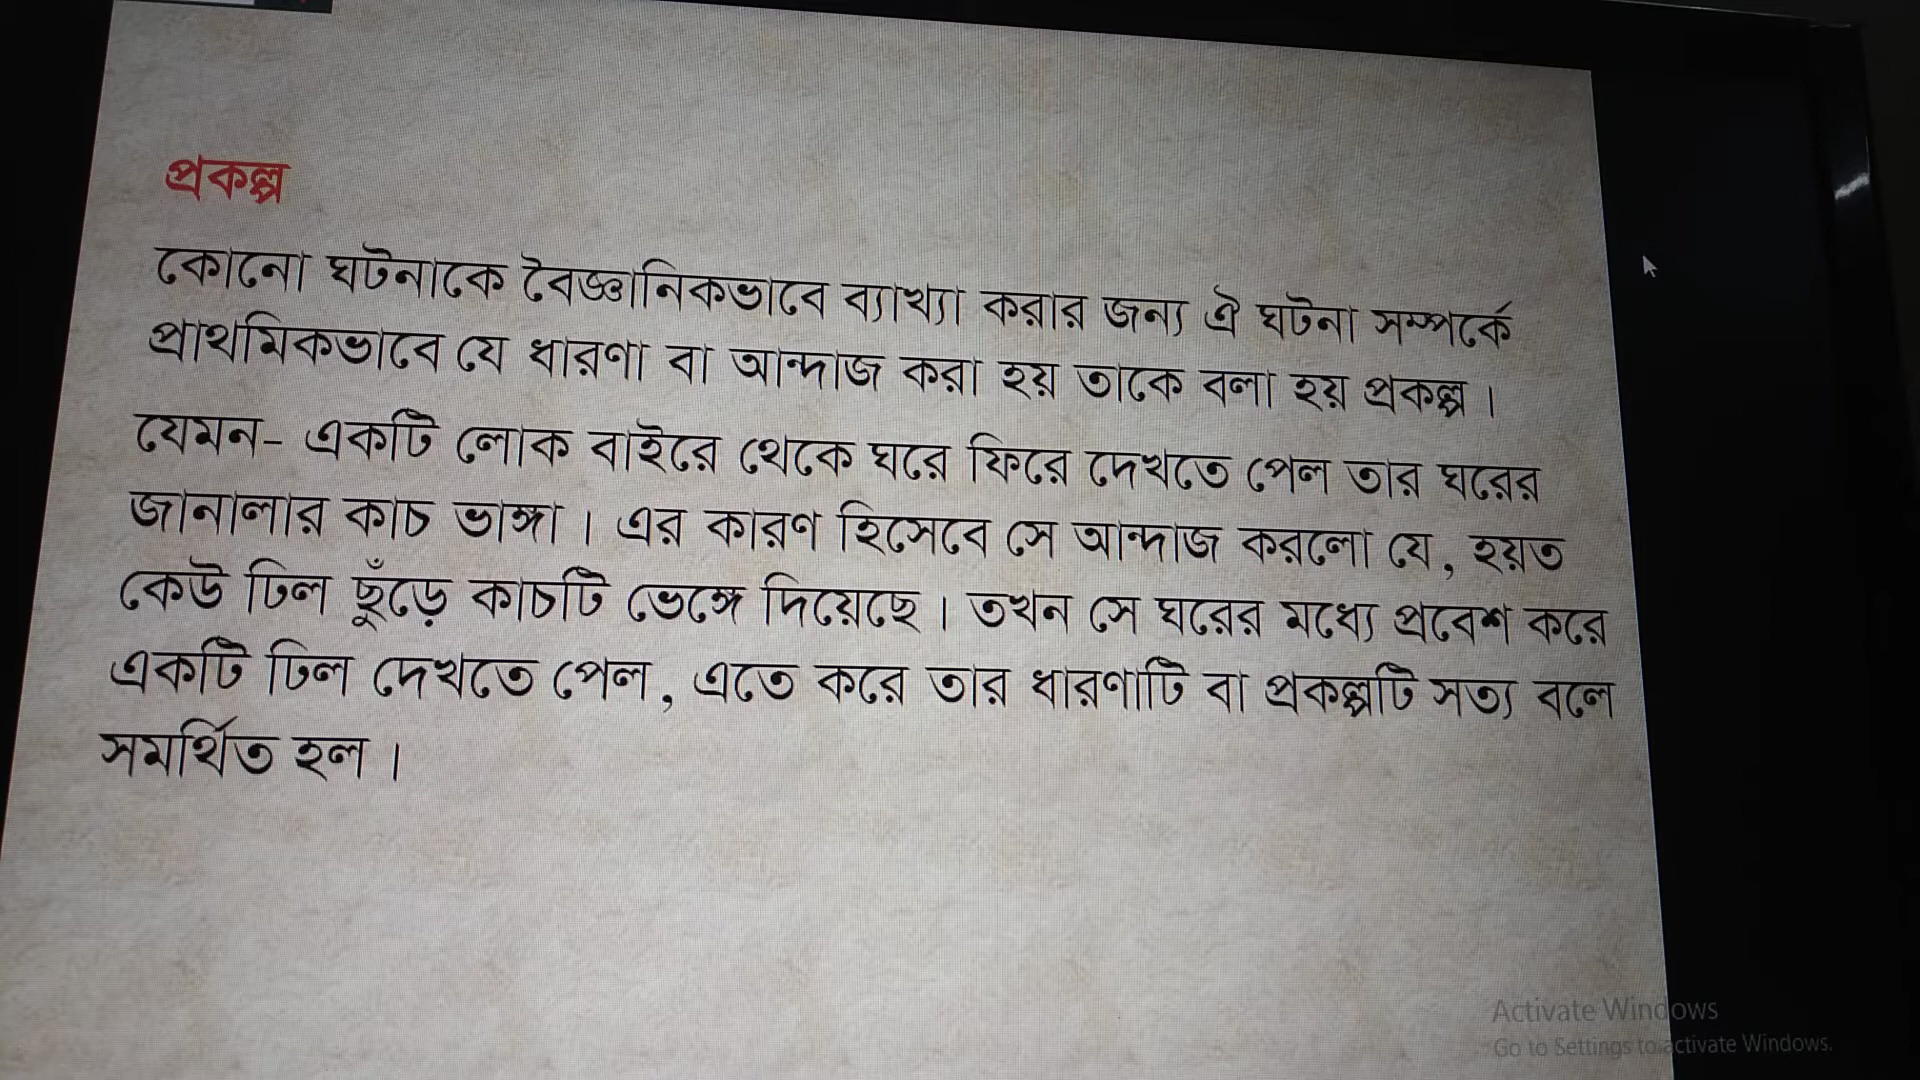 প্রকল্প
কোনো ঘটনাকে বৈজ্ঞানিকভাবে ব্যাখ্যা করার জন্য ঐ ঘটনা সম্পর্কে
প্রাথমিকভাবে যে ধারণা বা আন্দাজ করা হয় তাকে বলা হয় প্রকল্প ।
যেমন- একটি লোক বাইরে থেকে ঘরে ফিরে দেখতে পেল তার ঘরের
জানালার কাচ ভাঙ্গা । এর কারণ হিসেবে সে আন্দাজ করলো যে, হয়ত
কেউ ঢিল ছুঁড়ে কাচটি ভেঙ্গে দিয়েছে । তখন সে ঘরের মধ্যে প্রবেশ করে
একটি ঢিল দেখতে পেল, এতে করে তার ধারণাটি বা প্রকল্পটি সত্য বলে
সমর্থিত হল ।
Activate Windows
Go to Settings to activate Windows.